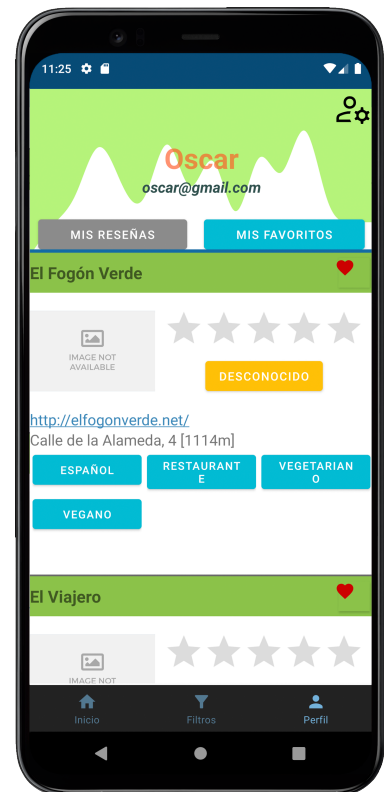 11:25
Oscar
oscar@gmail.com
MIS RESEÑAS
MIS FAVORITOS
El Fogón Verde
IMAGE NOT
AVAILABLE
DESCONOCIDO
http://elfogonverde.net/
Calle de la Alameda, 4 [1114m]
ESPAÑOL
RESTAURANT
E
VEGETARIAN
O
VEGANO
El Viajero
IMAGE NOT
Inicio
Filtros
Perfil